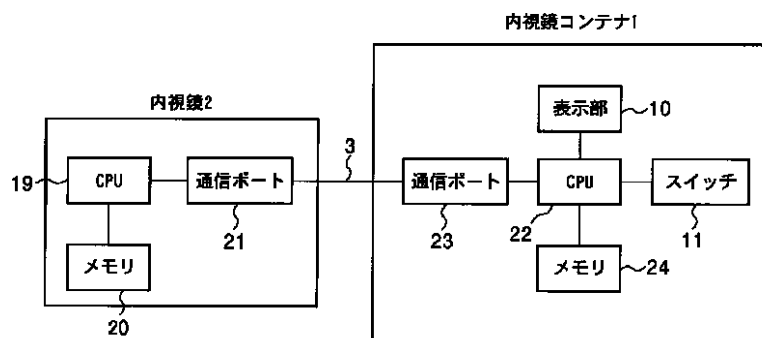 内視鏡コンテナ1
内視鏡2
表示部
10
3
19
CPU
通信ポート
通信ポート
CPU
スイッチ
21
23
22
11
メモリ
メモリ
24
20